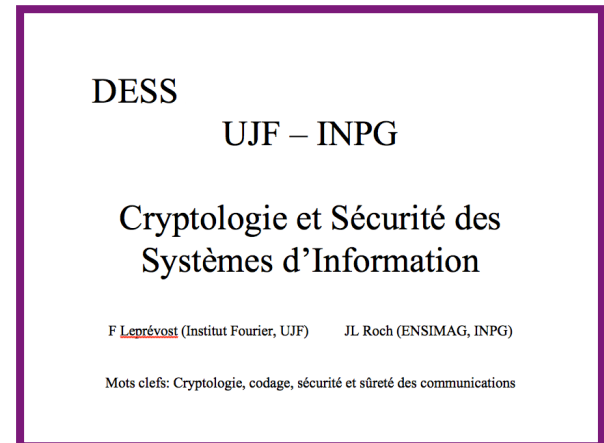 DESS
UJF – INPG
Cryptologie et Sécurité des
Systèmes d’Information
F Leprévost (Institut Fourier, UJF) JL Roch (ENSIMAG, INPG)
Mots clefs: Cryptologie, codage, sécurité et sûreté des communications